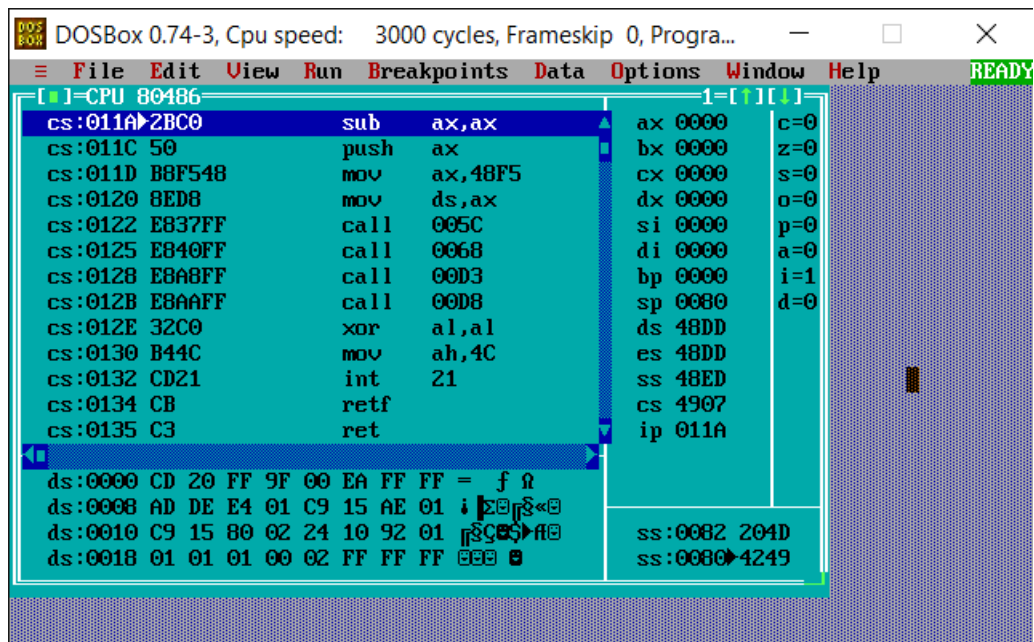 DOSBox 0.74-3, Cpu speed: 3000 cycles, Frameskip 0, Progra...
≡ File Edit View Run Breakpoints Data Options Window Help READY
[■]=CPU 80486 1=[↑][↓]
cs:011A►2BC0 sub ax,ax ax 0000 c=0
cs:011C 50 push ax bx 0000 z=0
cs:011D B8F548 mov ax,48F5 cx 0000 s=0
cs:0120 8ED8 mov ds,ax dx 0000 o=0
cs:0122 E837FF call 005C si 0000 p=0
cs:0125 E840FF call 0068 di 0000 a=0
cs:0128 E8A8FF call 00D3 bp 0000 i=1
cs:012B E8AAFF call 00D8 sp 0080 d=0
cs:012E 32C0 xor al,al ds 48DD
cs:0130 B44C mov ah,4C es 48DD
cs:0132 CD21 int 21 ss 48ED
cs:0134 CB retf cs 4907
cs:0135 C3 ret ip 011A
ds:0000 CD 20 FF 9F 00 EA FF FF = ƒ Ω
ds:0008 AD DE E4 01 C9 15 AE 01 ¡▐Σ☺╔§«☺
ds:0010 C9 15 80 02 24 10 92 01 ╔§Ç☻$►Æ☺ ss:0082 204D
ds:0018 01 01 01 00 02 FF FF FF ☺☺☺ ☻ ss:0080►4249